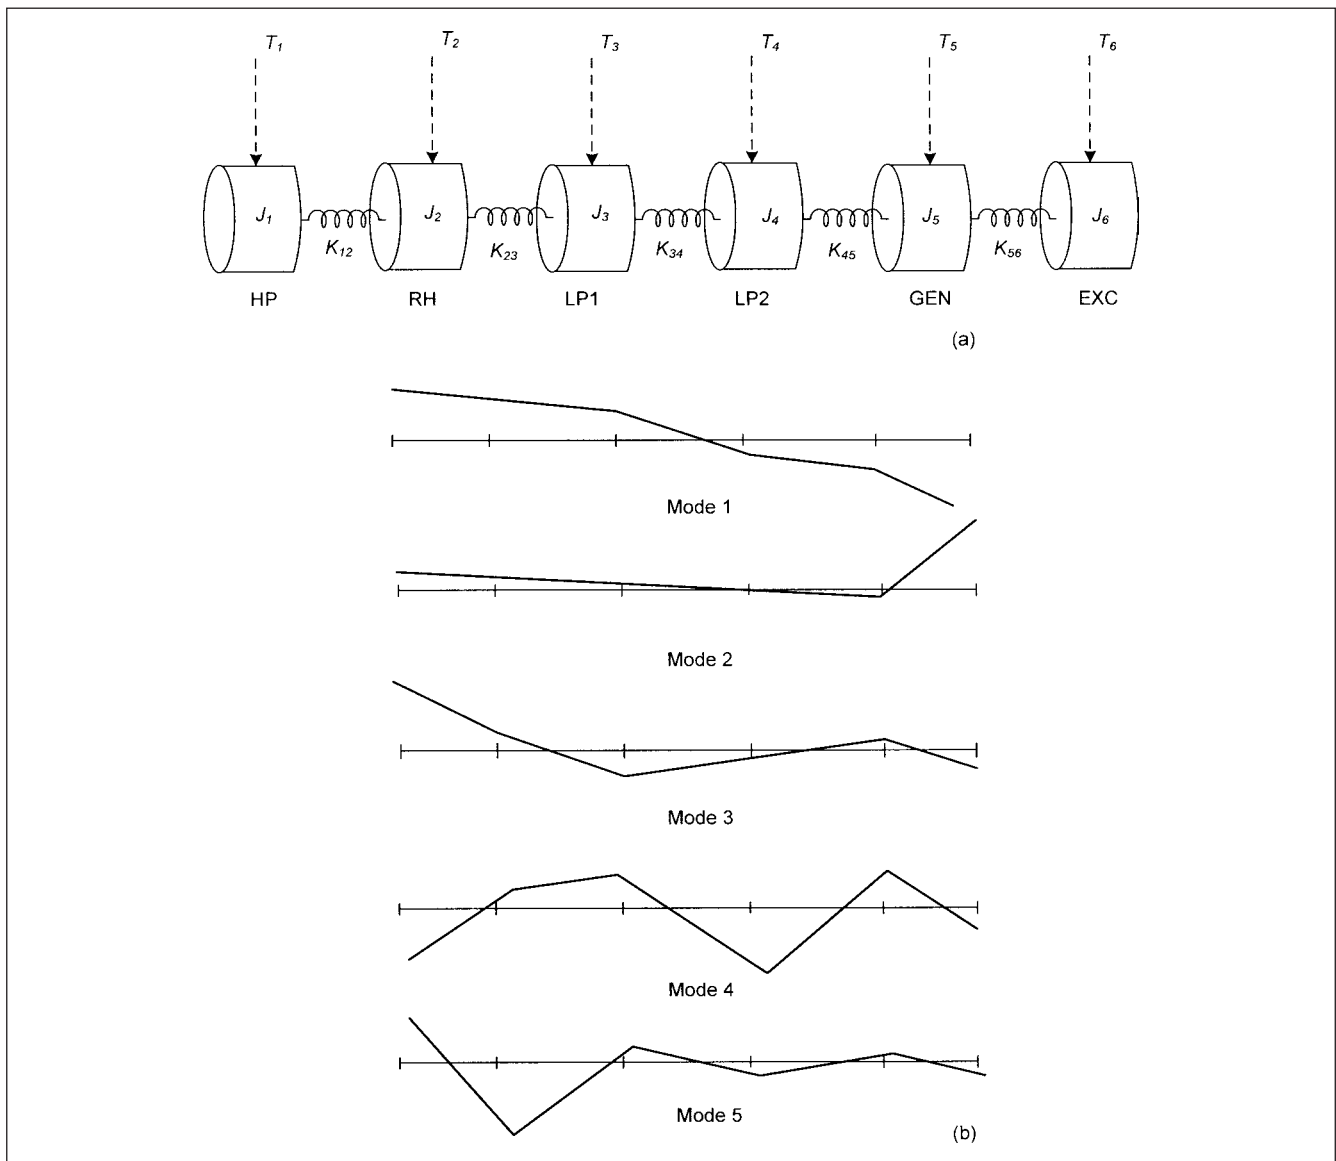 T1 T2 T3 T4 T5 T6
J1 J2 J3 J4 J5 J6
K12 K23 K34 K45 K56
HP RH LP1 LP2 GEN EXC
(a)
Mode 1
Mode 2
Mode 3
Mode 4
Mode 5
(b)